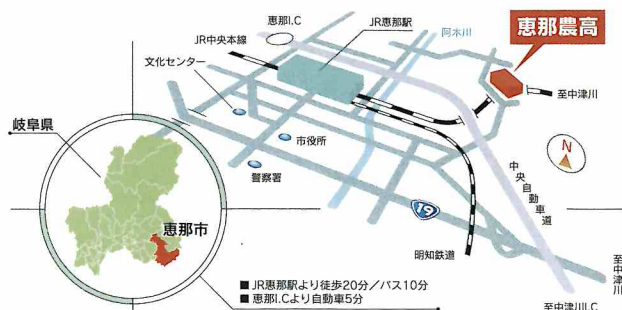 恵那I.C
JR恵那駅
阿木川
恵那農高
JR中央本線
文化センター
至中津川
岐阜県
市役所
N
警察署
中央自動車道
恵那市
19
明知鉄道
至中津川
■JR恵那駅より徒歩20分／バス10分
■恵那I.Cより自動車5分
至中津川I.C